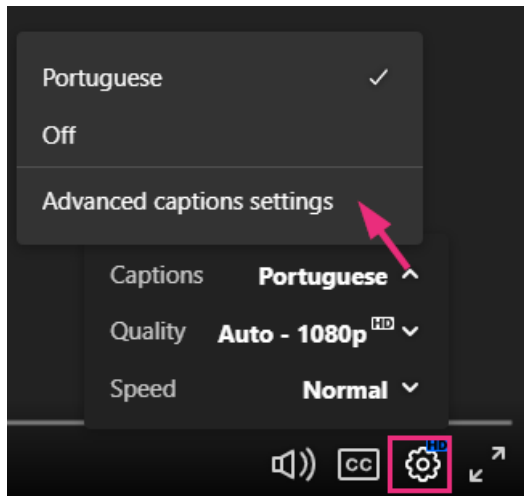 Portuguese
Off
Advanced captions settings
Captions Portuguese
Quality Auto - 1080p HD
Speed Normal
CC HD